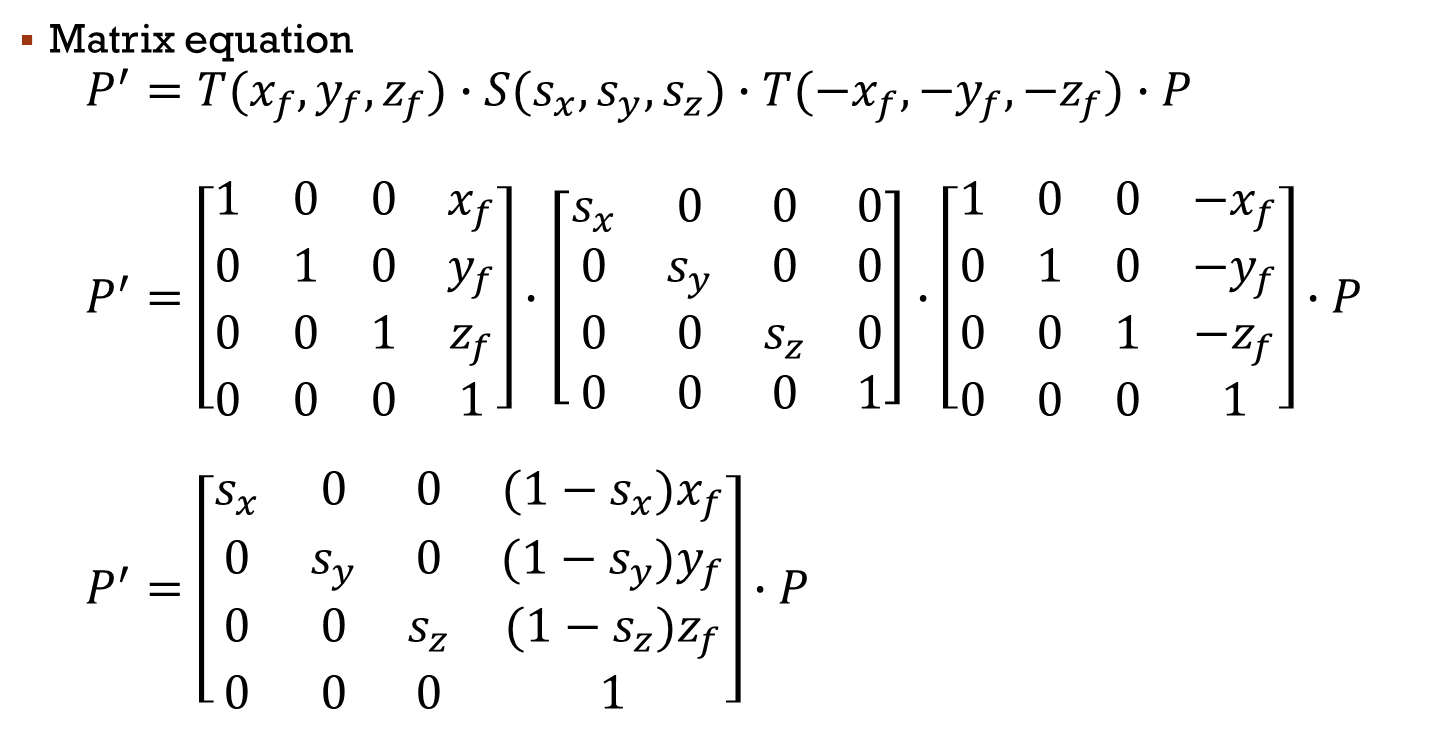 ▪ Matrix equation
P′ = T(x_f, y_f, z_f) · S(s_x, s_y, s_z) · T(−x_f, −y_f, −z_f) · P
P′ = [1 0 0 x_f; 0 1 0 y_f; 0 0 1 z_f; 0 0 0 1] · [s_x 0 0 0; 0 s_y 0 0; 0 0 s_z 0; 0 0 0 1] · [1 0 0 −x_f; 0 1 0 −y_f; 0 0 1 −z_f; 0 0 0 1] · P
P′ = [s_x 0 0 (1 − s_x)x_f; 0 s_y 0 (1 − s_y)y_f; 0 0 s_z (1 − s_z)z_f; 0 0 0 1] · P